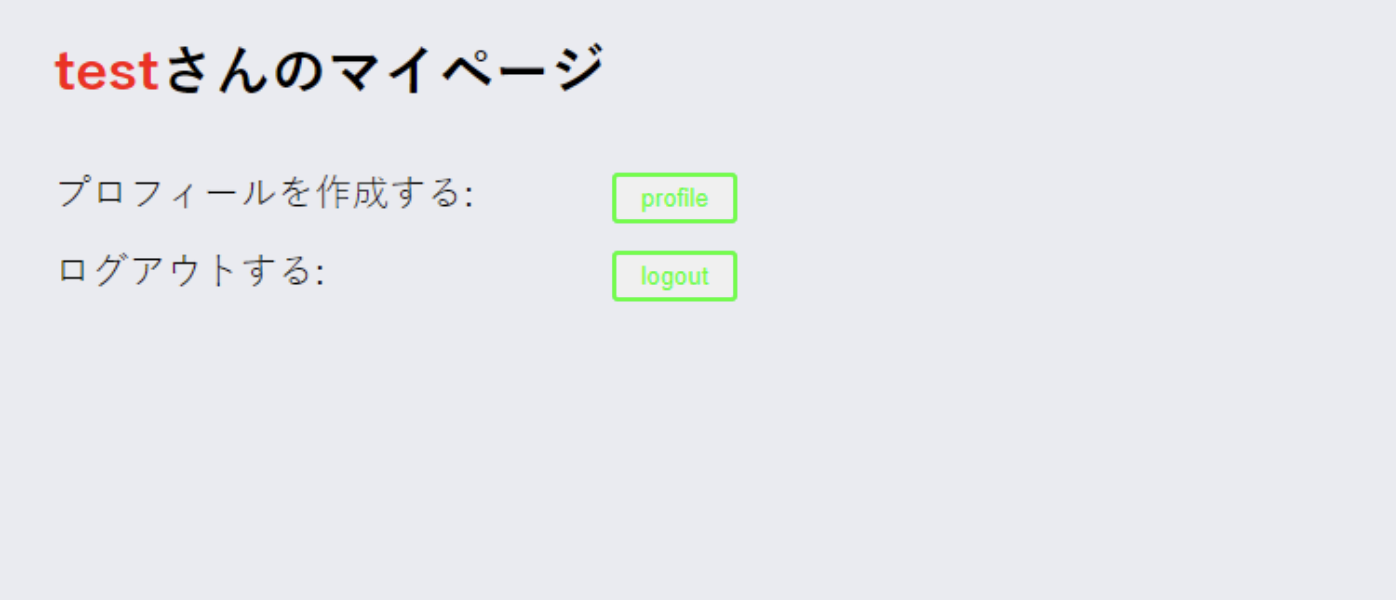 testさんのマイページ
プロフィールを作成する: profile
ログアウトする: logout